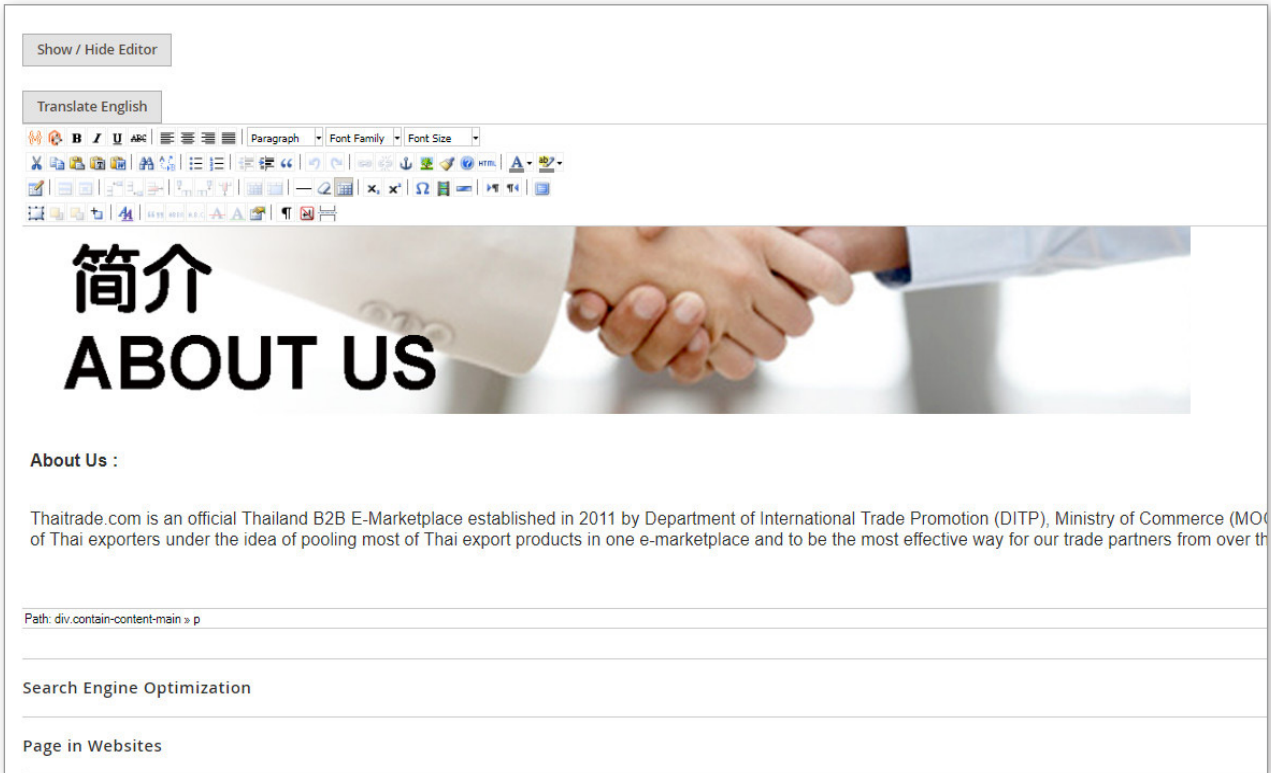 Show / Hide Editor
Translate English
B I U ABC Paragraph Font Family Font Size
HTML A
Ω ¶
A ¶
简介
ABOUT US
About Us :
Thaitrade.com is an official Thailand B2B E-Marketplace established in 2011 by Department of International Trade Promotion (DITP), Ministry of Commerce
of Thai exporters under the idea of pooling most of Thai export products in one e-marketplace and to be the most effective way for our trade partners from over
Path: div.contain-content-main » p
Search Engine Optimization
Page in Websites